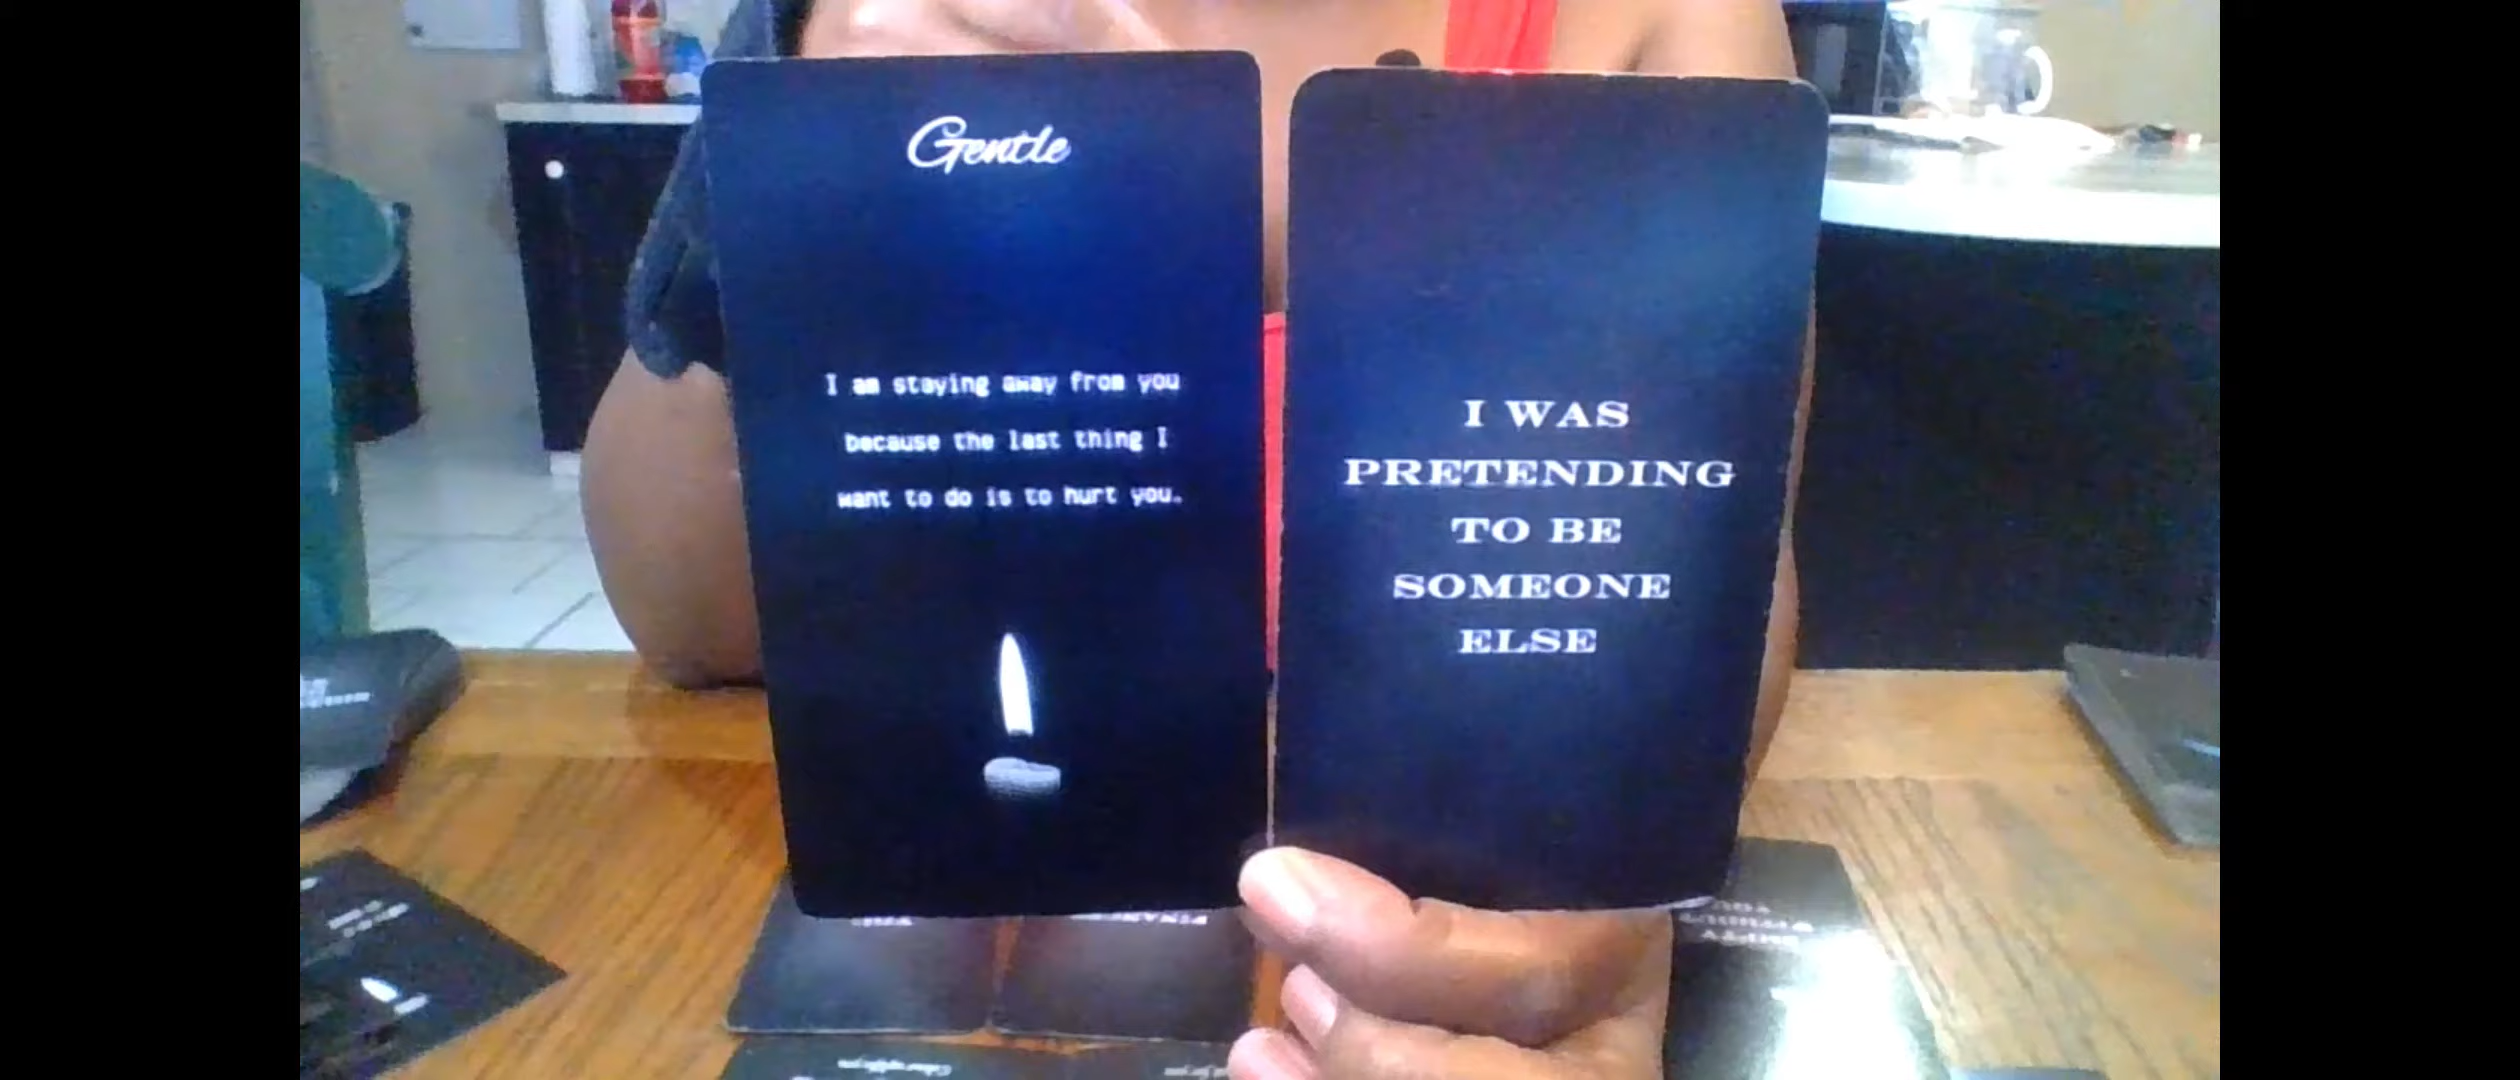 Gentle
I am staying away from you
because the last thing I
want to do is to hurt you.
I WAS
PRETENDING
TO BE
SOMEONE
ELSE